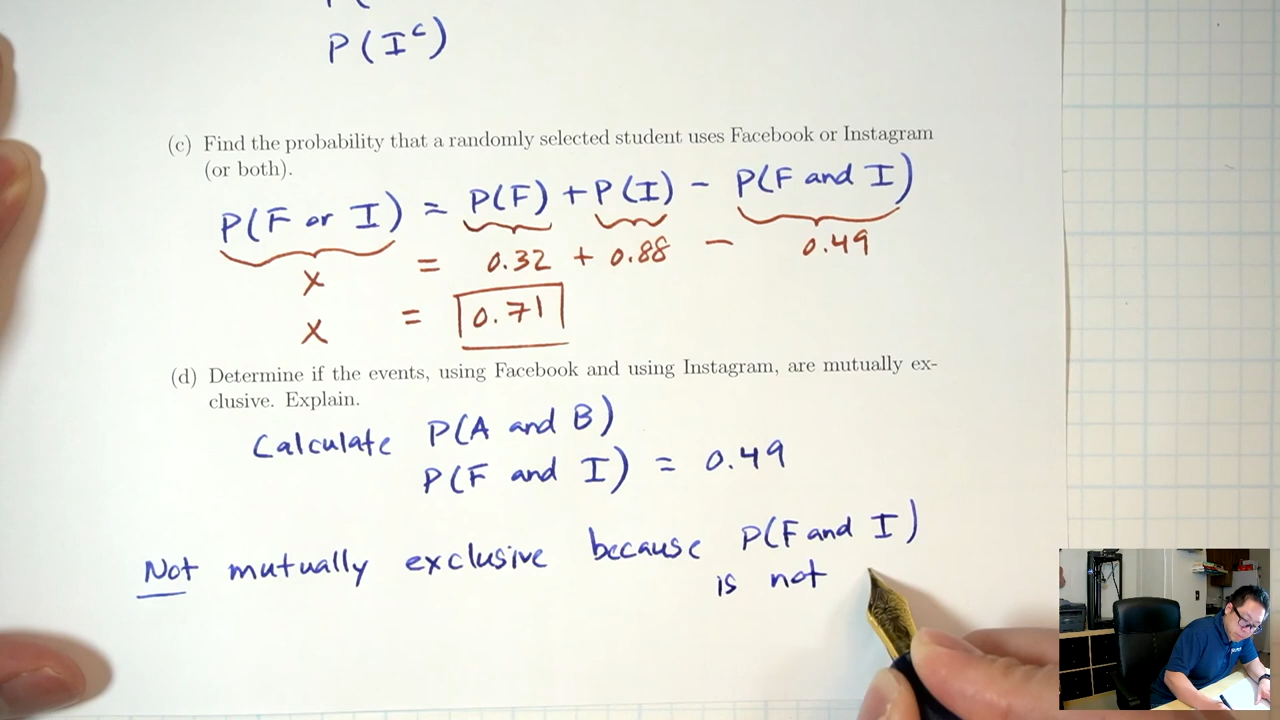 P(
P(Iᶜ)
(c) Find the probability that a randomly selected student uses Facebook or Instagram
(or both).
P(F or I) = P(F) + P(I) - P(F and I)
x = 0.32 + 0.88 - 0.49
x = 0.71
(d) Determine if the events, using Facebook and using Instagram, are mutually ex-
clusive. Explain.
Calculate P(A and B)
P(F and I) = 0.49
Not mutually exclusive because P(F and I)
is not